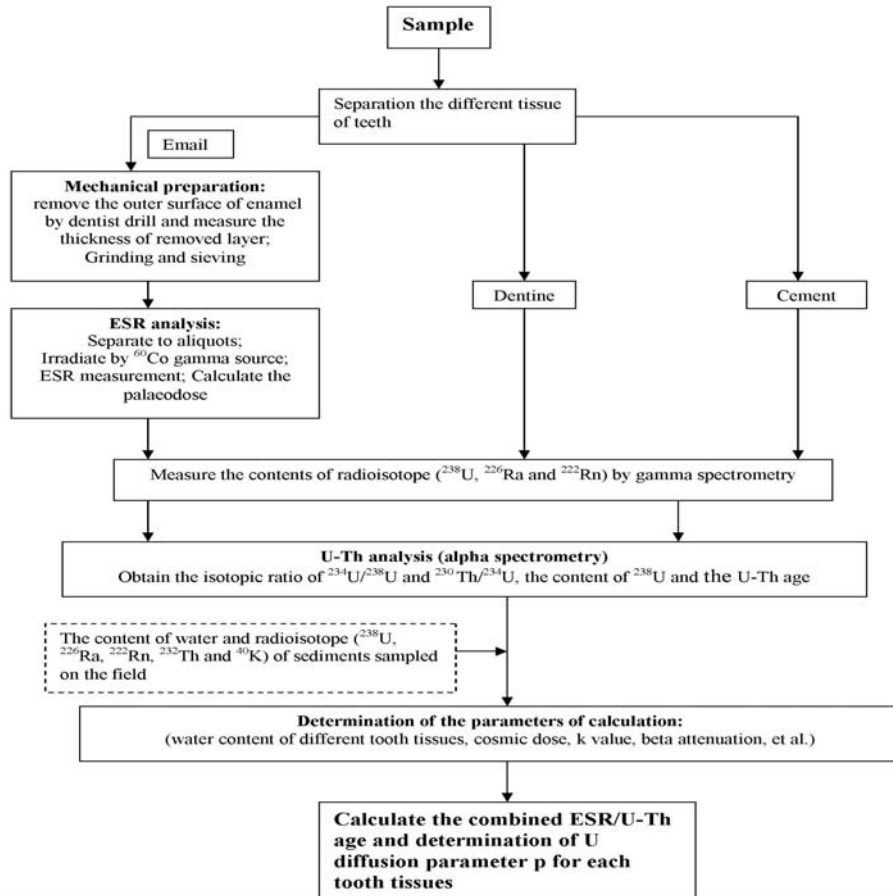 Sample
Separation the different tissue
of teeth
Email
Mechanical preparation:
remove the outer surface of enamel
by dentist drill and measure the
thickness of removed layer;
Grinding and sieving
Dentine
Cement
ESR analysis:
Separate to aliquots;
Irradiate by ⁶⁰Co gamma source;
ESR measurement; Calculate the
palaeodose
Measure the contents of radioisotope (²³⁸U, ²²⁶Ra and ²²²Rn) by gamma spectrometry
U-Th analysis (alpha spectrometry)
Obtain the isotopic ratio of ²³⁴U/²³⁸U and ²³⁰Th/²³⁴U, the content of ²³⁸U and the U-Th age
The content of water and radioisotope (²³⁸U,
²²⁶Ra, ²²²Rn, ²³²Th and ⁴⁰K) of sediments sampled
on the field
Determination of the parameters of calculation:
(water content of different tooth tissues, cosmic dose, k value, beta attenuation, et al.)
Calculate the combined ESR/U-Th
age and determination of U
diffusion parameter p for each
tooth tissues